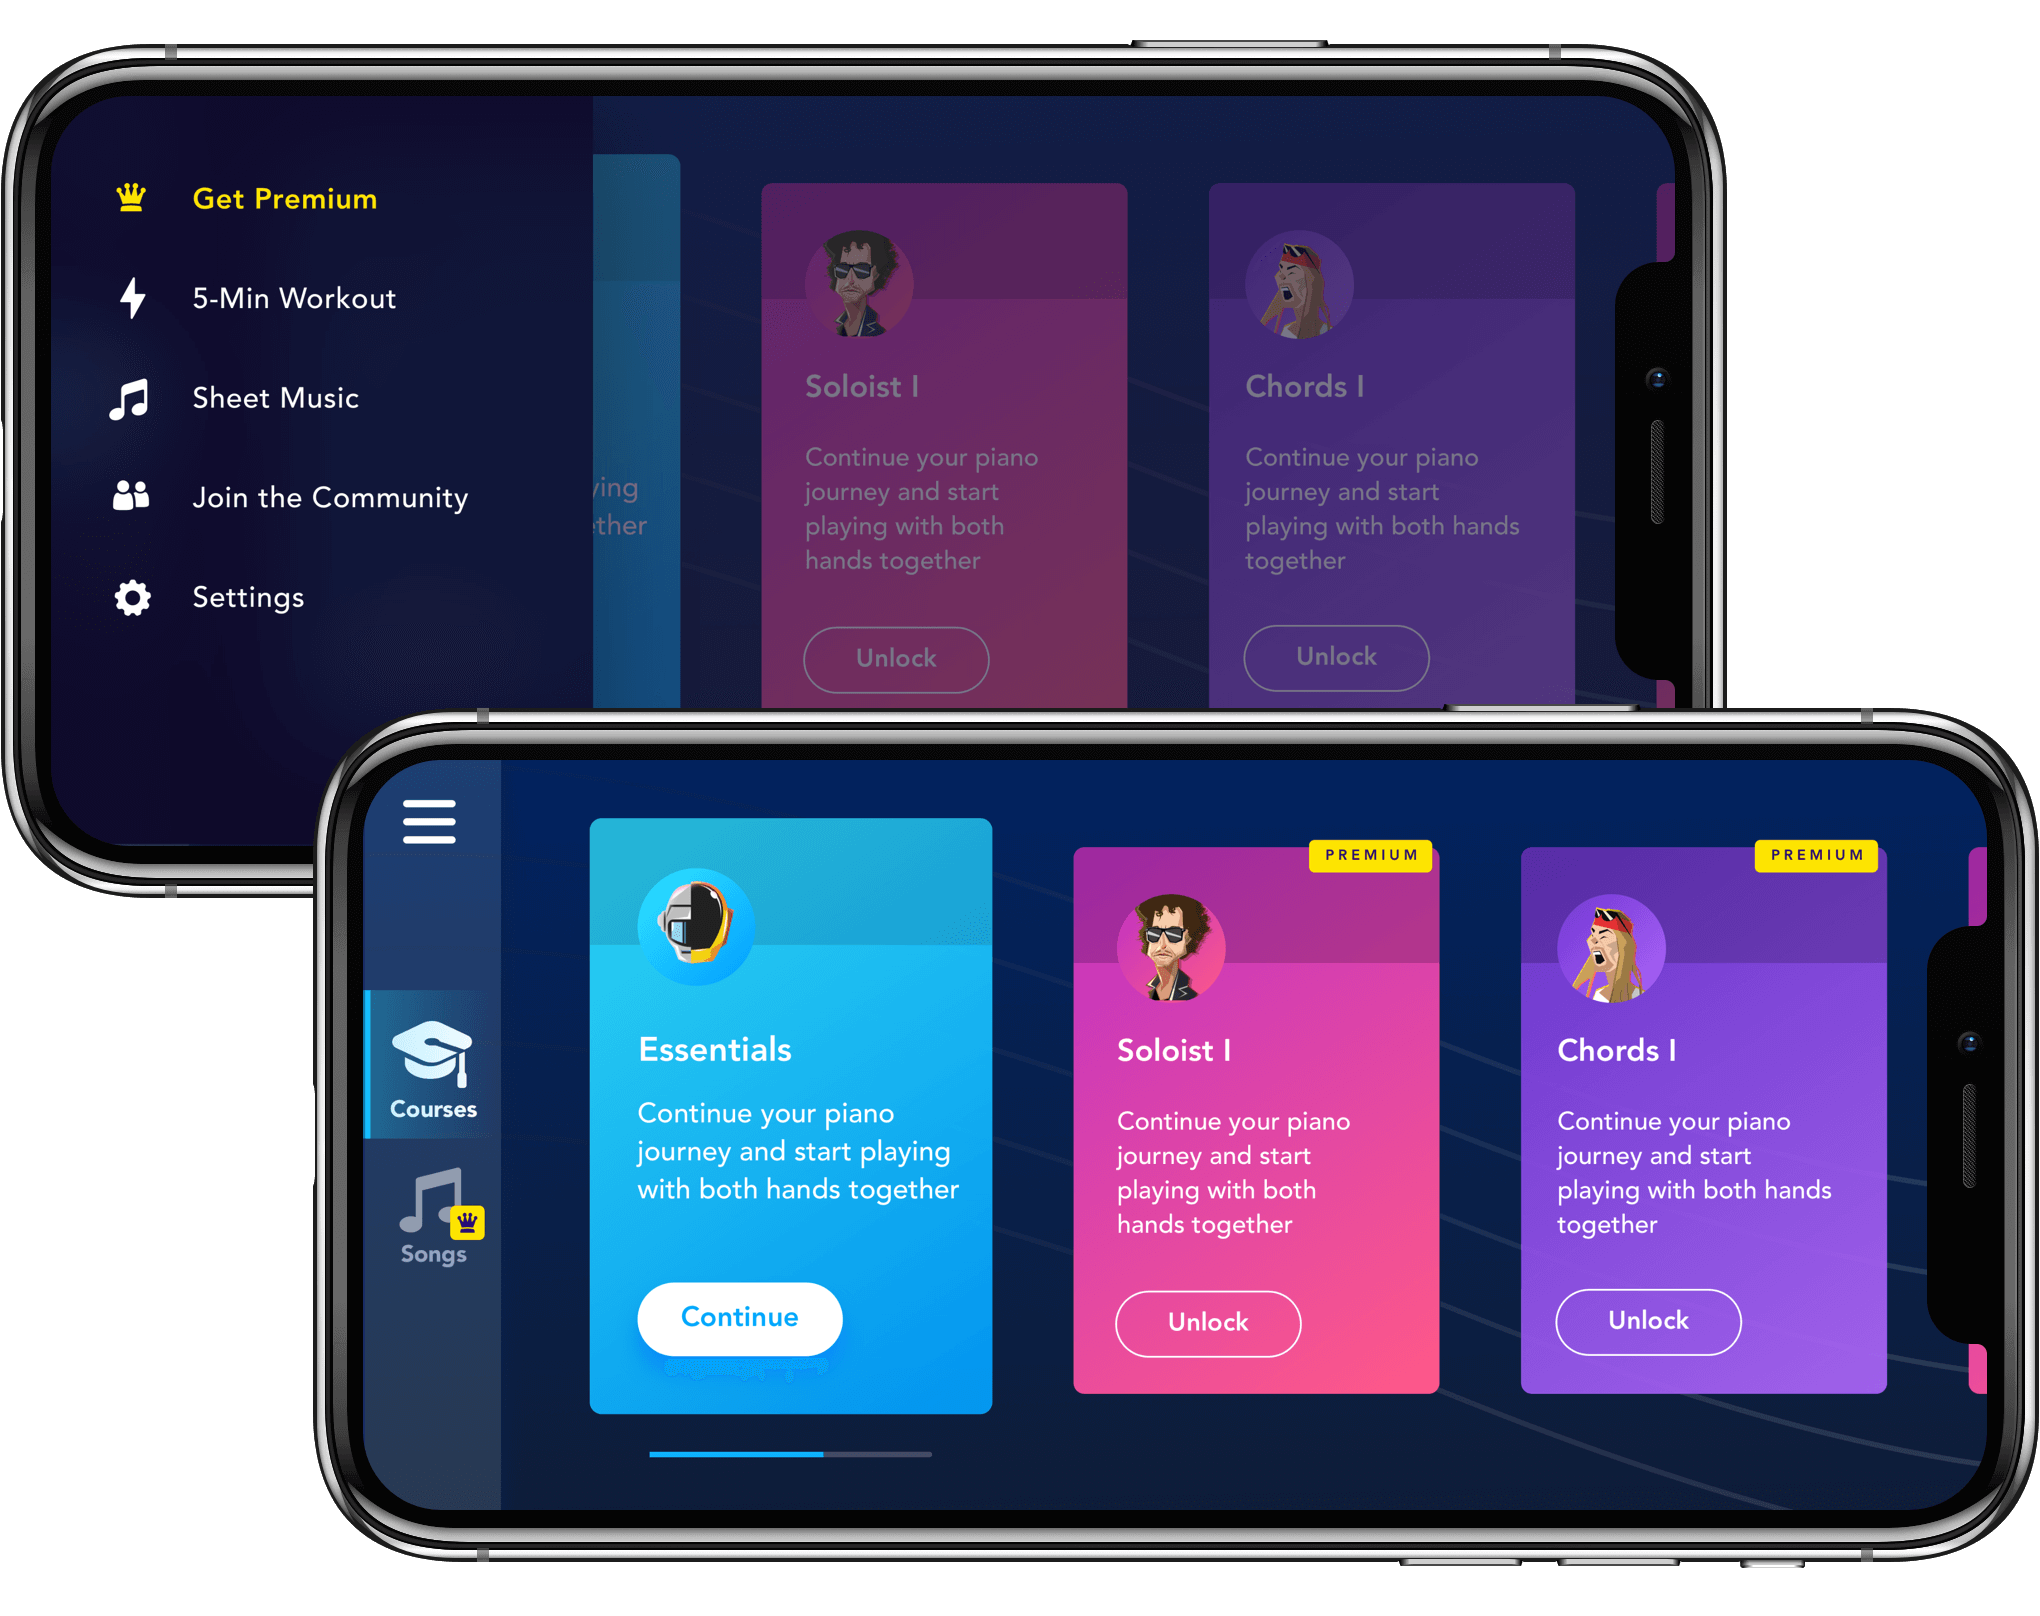 Get Premium
5-Min Workout
Sheet Music
Join the Community
Settings
ying
ther
Soloist I
Continue your piano
journey and start
playing with both
hands together
Unlock
Chords I
Continue your piano
journey and start
playing with both hands
together
Unlock
Courses
Songs
Essentials
Continue your piano
journey and start playing
with both hands together
Continue
PREMIUM
Soloist I
Continue your piano
journey and start
playing with both
hands together
Unlock
PREMIUM
Chords I
Continue your piano
journey and start
playing with both hands
together
Unlock